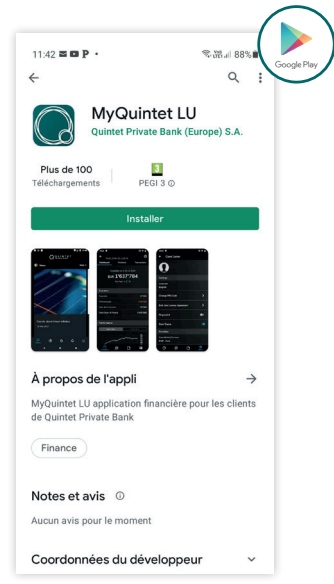 Google Play
11:42
88%
MyQuintet LU
Quintet Private Bank (Europe) S.A.
Plus de 100
Téléchargements
3
PEGI 3
Installer
QUINTET
À propos de l'appli
MyQuintet LU application financière pour les clients
de Quintet Private Bank
Finance
Notes et avis
Aucun avis pour le moment
Coordonnées du développeur